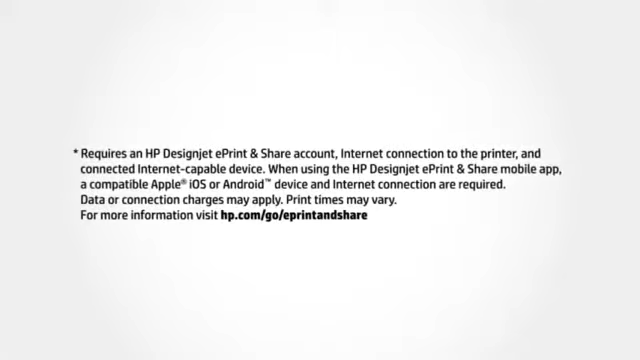 * Requires an HP Designjet ePrint & Share account, Internet connection to the printer, and
connected Internet-capable device. When using the HP Designjet ePrint & Share mobile app,
a compatible Apple® iOS or Android™ device and Internet connection are required.
Data or connection charges may apply. Print times may vary.
For more information visit hp.com/go/eprintandshare